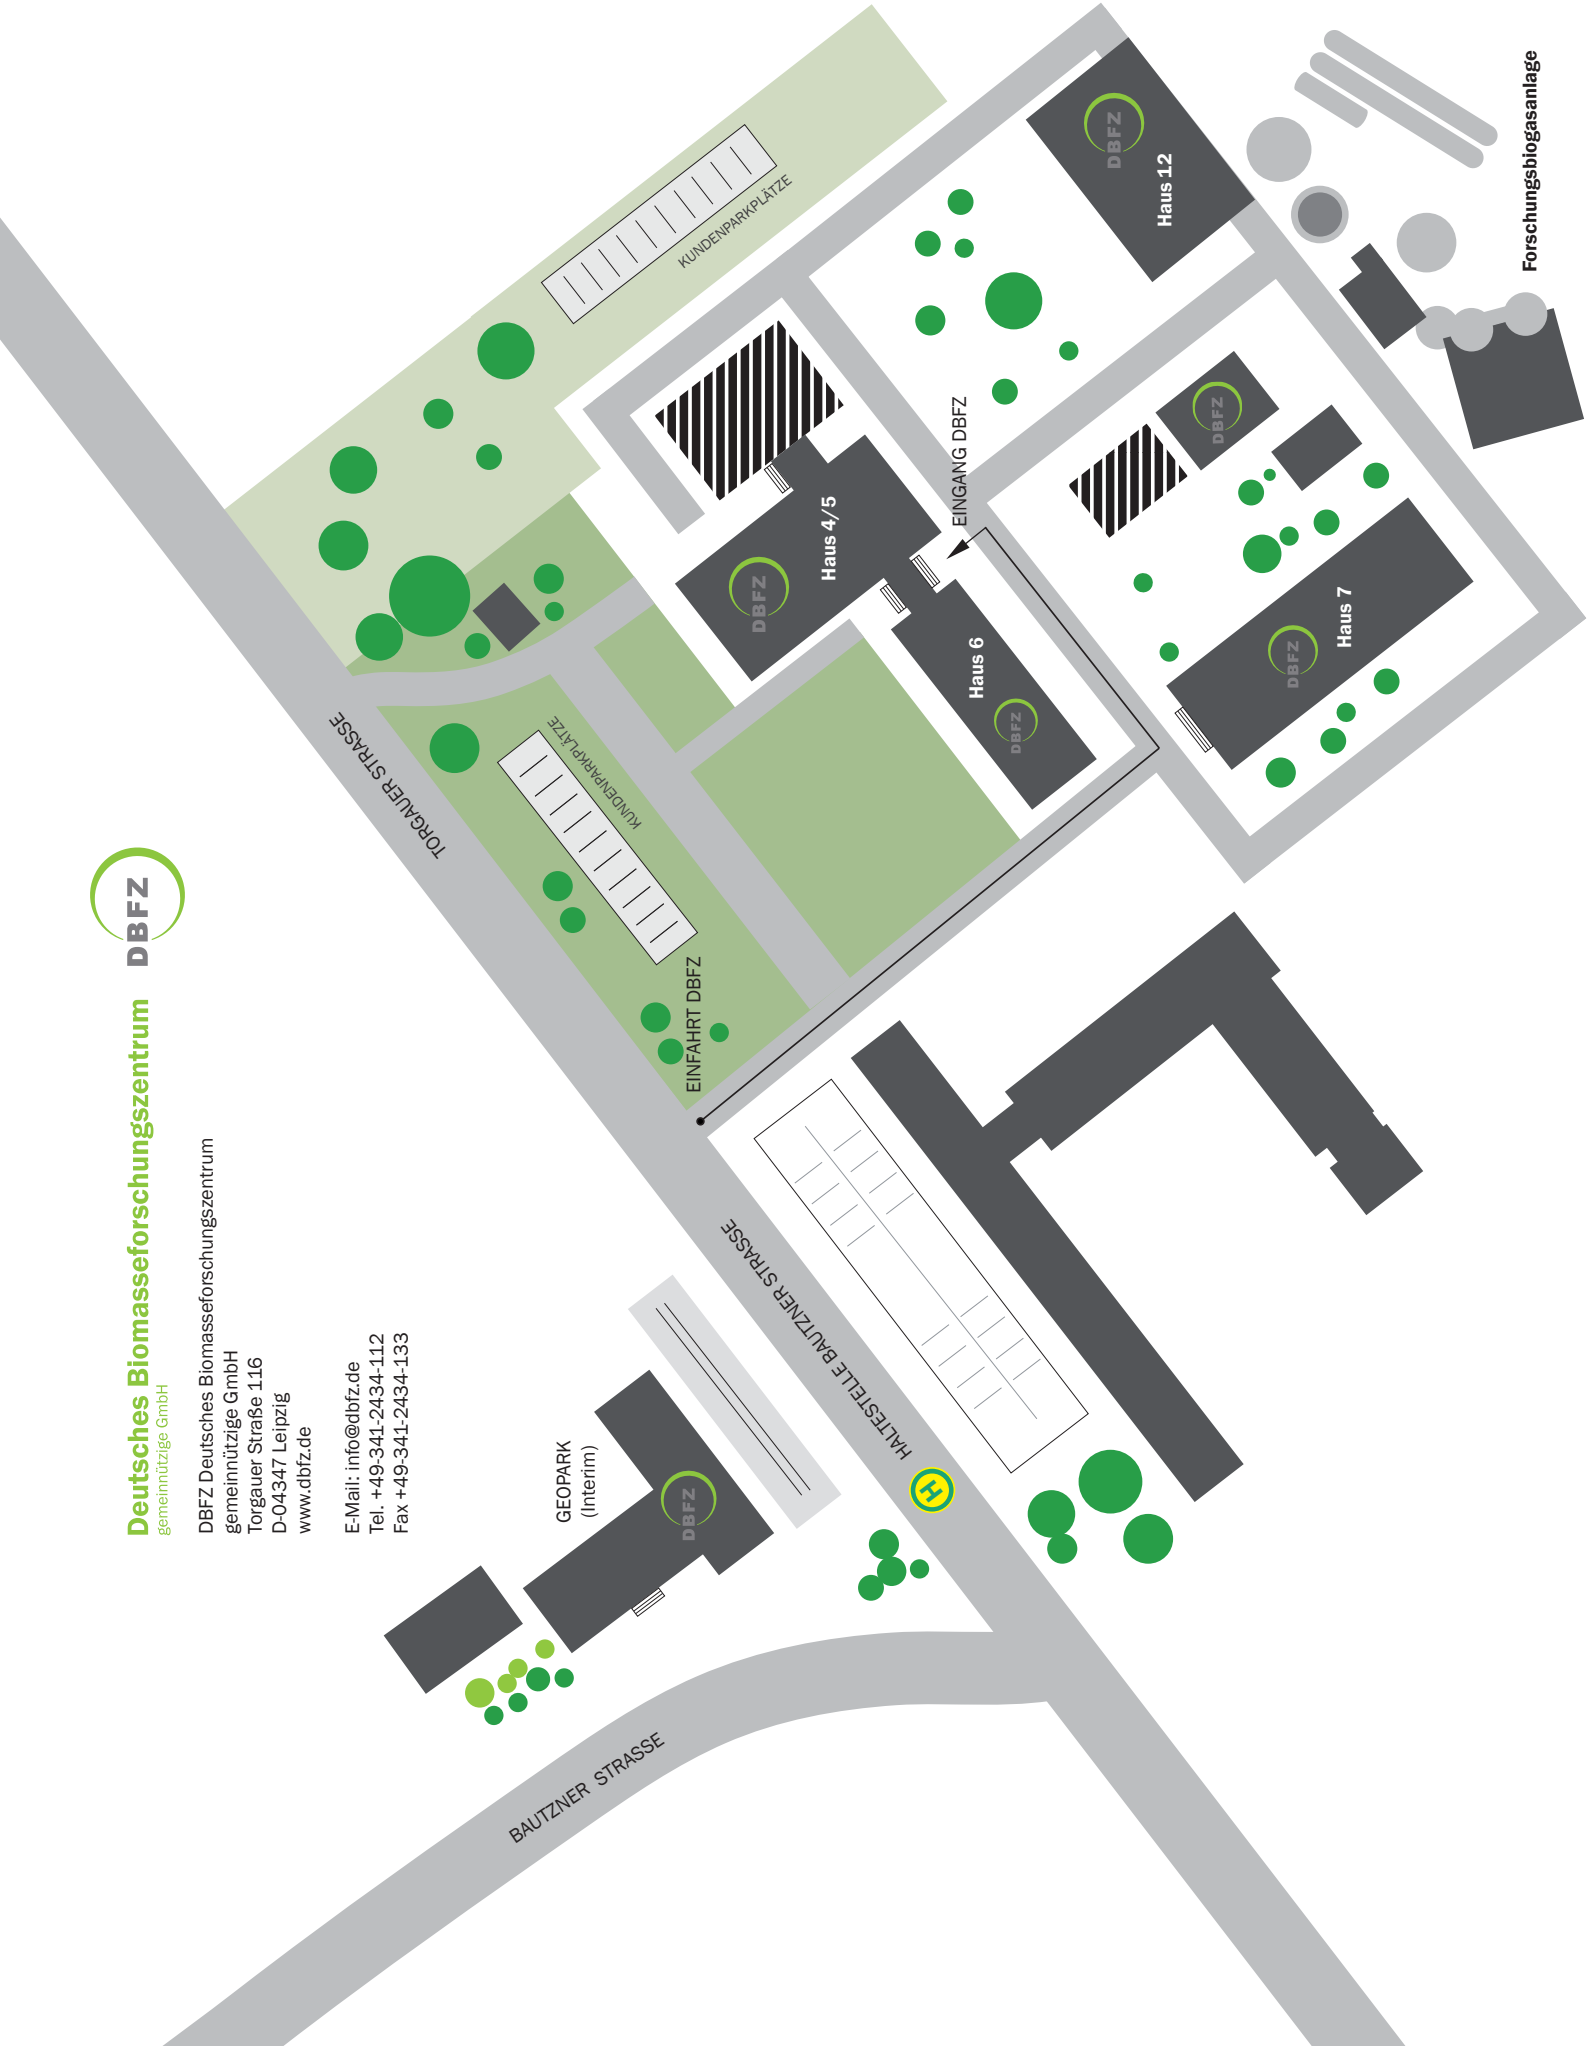 Deutsches Biomasseforschungszentrum
gemeinnützige GmbH
DBFZ
DBFZ Deutsches Biomasseforschungszentrum
gemeinnützige GmbH
Torgauer Straße 116
D-04347 Leipzig
www.dbfz.de
E-Mail: info@dbfz.de
Tel. +49-341-2434-112
Fax +49-341-2434-133
TORGAUER STRASSE
KUNDENPARKPLÄTZE
KUNDENPARKPLÄTZE
GEOPARK
(Interim)
DBFZ
BAUTZNER STRASSE
HALTESTELLE BAUTZNER STRASSE
H
EINFAHRT DBFZ
DBFZ
Haus 4/5
EINGANG DBFZ
Haus 6
DBFZ
DBFZ
Haus 12
DBFZ
DBFZ
Haus 7
Forschungsbiogasanlage